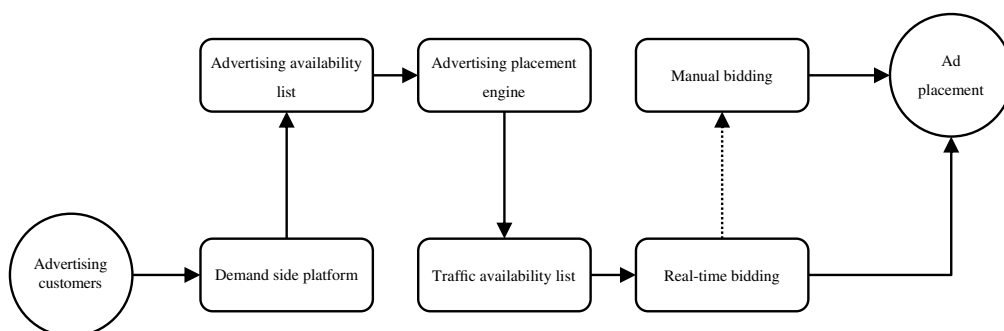 Advertising availability
list
Advertising placement
engine
Manual bidding
Ad
placement
Advertising
customers
Demand side platform
Traffic availability list
Real-time bidding